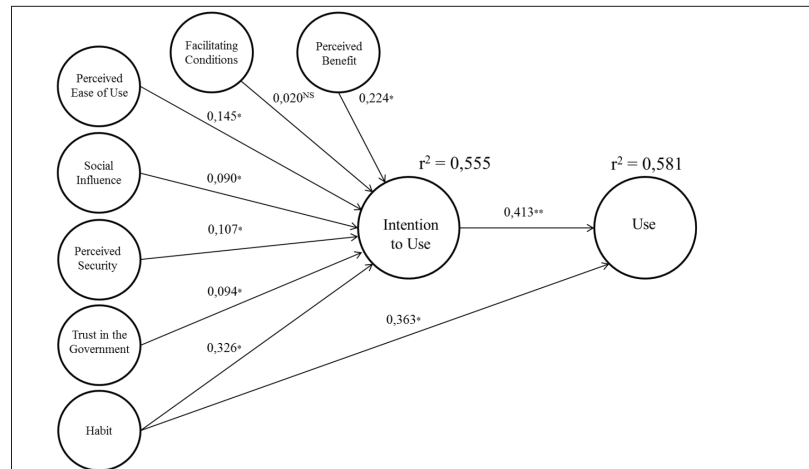 Facilitating
Conditions
Perceived
Benefit
Perceived
Ease of Use
0,020NS
0,224*
0,145*
Social
Influence
r² = 0,555
r² = 0,581
0,090*
Intention
to Use
0,413**
Use
0,107*
Perceived
Security
0,094*
Trust in the
Government
0,326*
0,363*
Habit